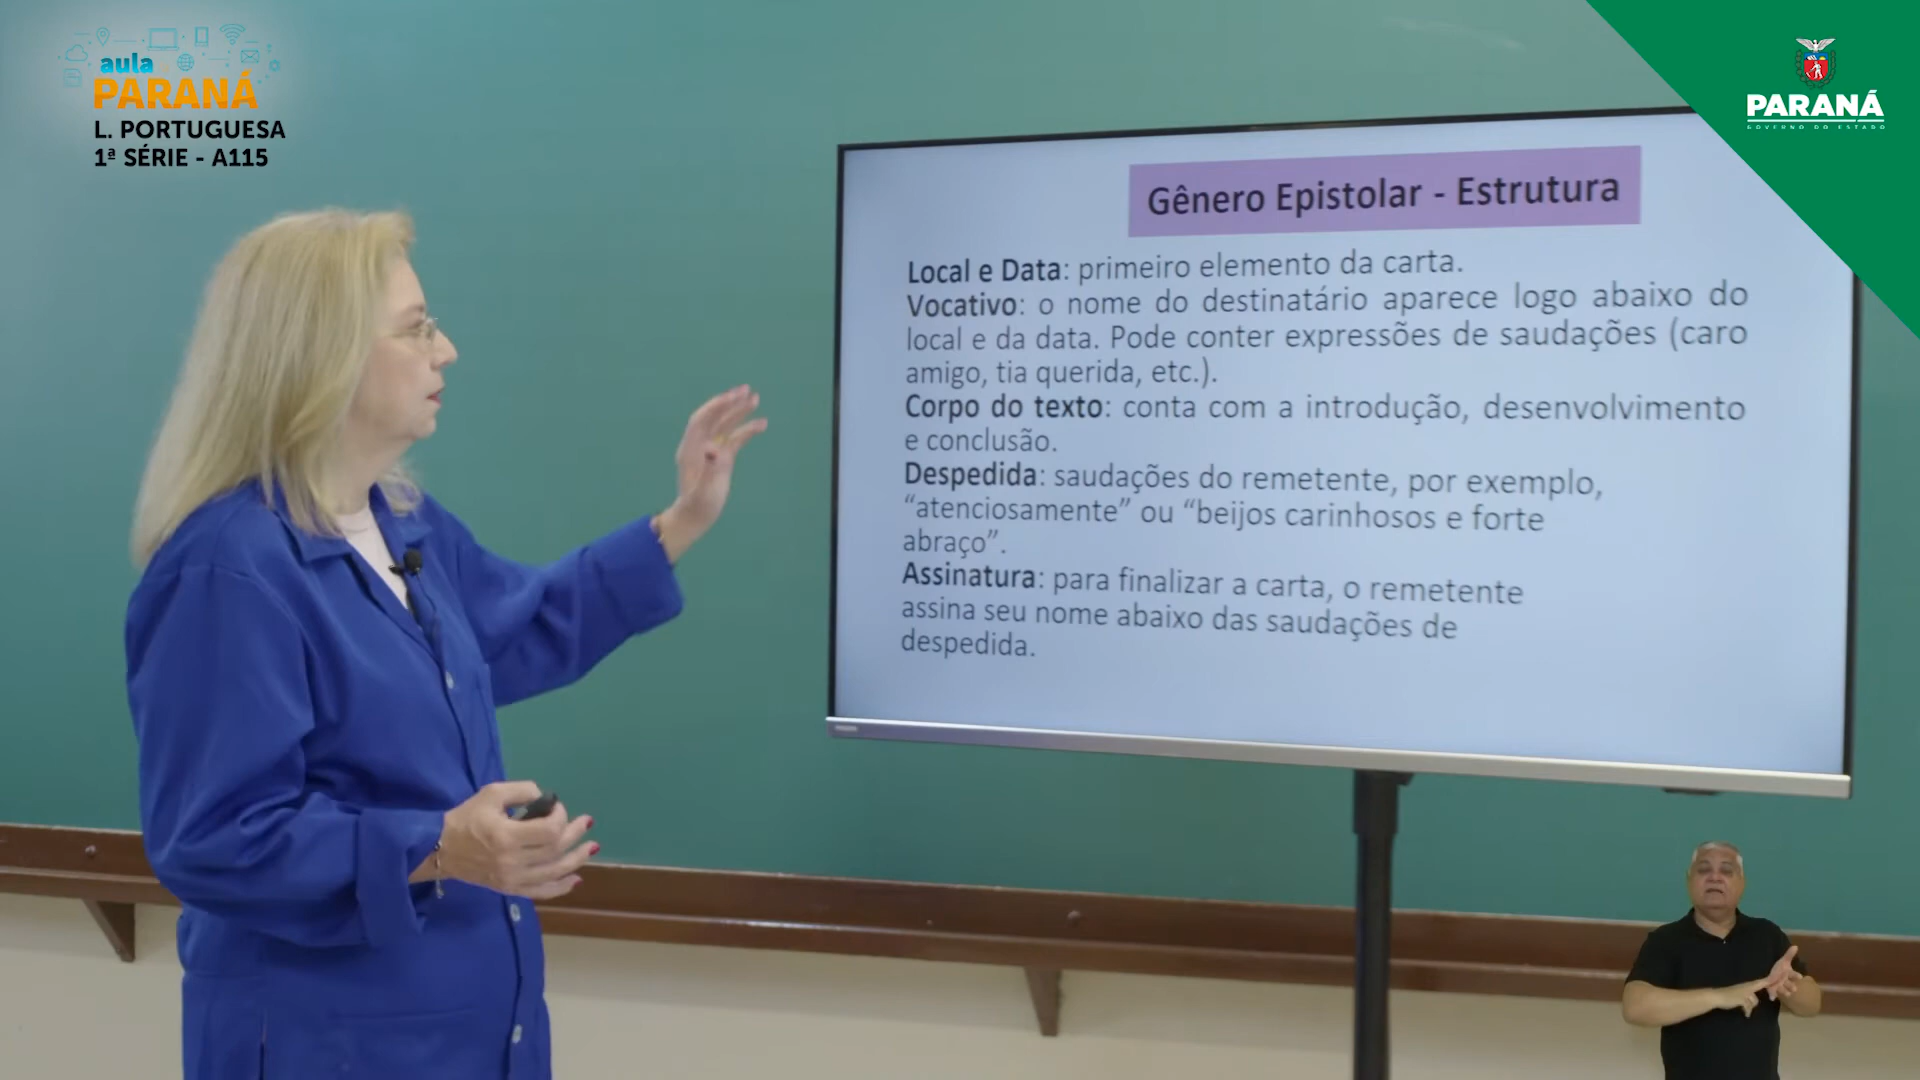 aula
PARANÁ
L. PORTUGUESA
1ª SÉRIE - A115
PARANÁ
GOVERNO DO ESTADO
Gênero Epistolar - Estrutura
Local e Data: primeiro elemento da carta.
Vocativo: o nome do destinatário aparece logo abaixo do
local e da data. Pode conter expressões de saudações (caro
amigo, tia querida, etc.).
Corpo do texto: conta com a introdução, desenvolvimento
e conclusão.
Despedida: saudações do remetente, por exemplo,
“atenciosamente” ou “beijos carinhosos e forte
abraço”.
Assinatura: para finalizar a carta, o remetente
assina seu nome abaixo das saudações de
despedida.